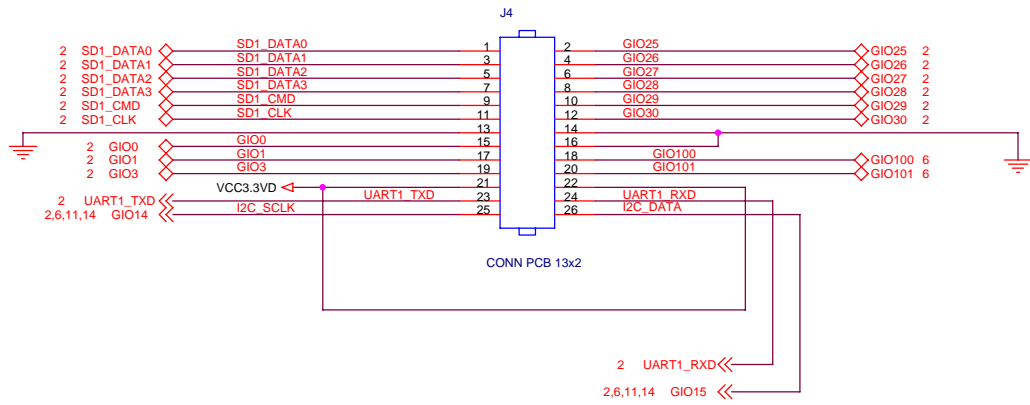 J4
2 SD1_DATA0 SD1_DATA0 1 2 GIO25 GIO25 2
2 SD1_DATA1 SD1_DATA1 3 4 GIO26 GIO26 2
2 SD1_DATA2 SD1_DATA2 5 6 GIO27 GIO27 2
2 SD1_DATA3 SD1_DATA3 7 8 GIO28 GIO28 2
2 SD1_CMD SD1_CMD 9 10 GIO29 GIO29 2
2 SD1_CLK SD1_CLK 11 12 GIO30 GIO30 2
13 14
2 GIO0 GIO0 15 16
2 GIO1 GIO1 17 18 GIO100 GIO100 6
2 GIO3 GIO3 19 20 GIO101 GIO101 6
VCC3.3VD 21 22
2 UART1_TXD UART1_TXD 23 24 UART1_RXD
2,6,11,14 GIO14 I2C_SCLK 25 26 I2C_DATA
CONN PCB 13x2
2 UART1_RXD
2,6,11,14 GIO15